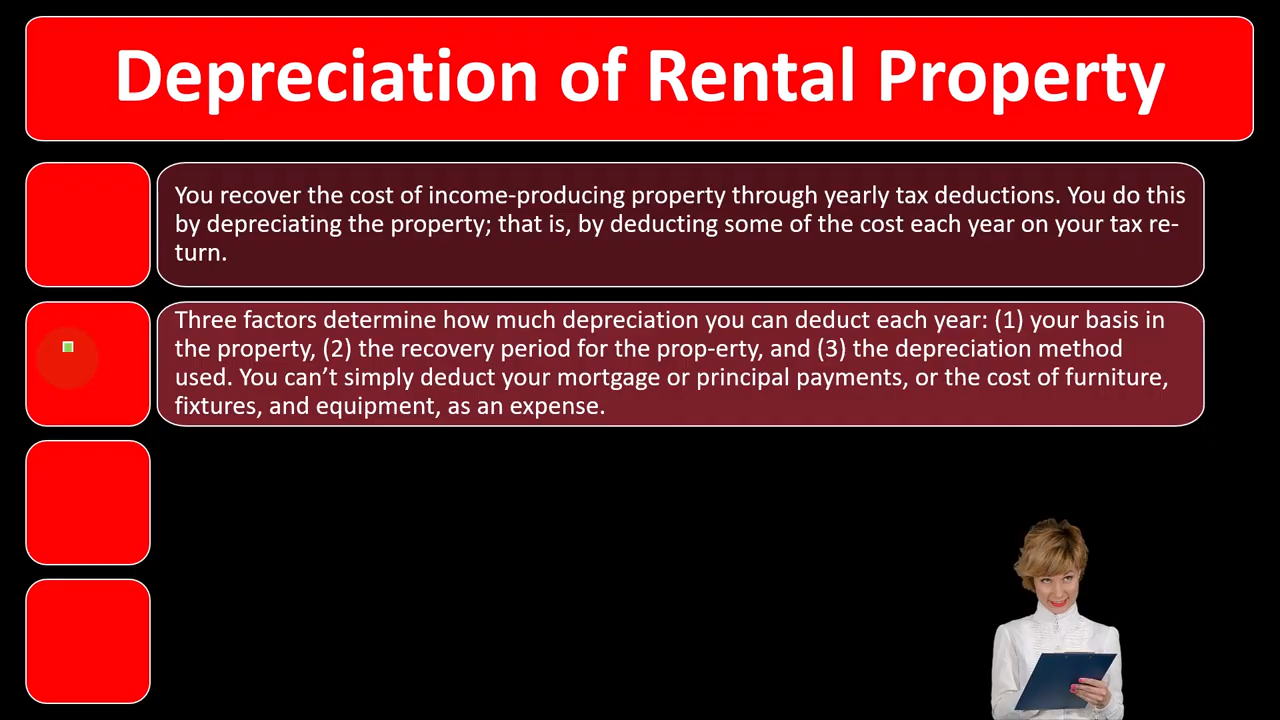 Depreciation of Rental Property
You recover the cost of income-producing property through yearly tax deductions. You do this
by depreciating the property; that is, by deducting some of the cost each year on your tax re-
turn.
Three factors determine how much depreciation you can deduct each year: (1) your basis in
the property, (2) the recovery period for the prop-erty, and (3) the depreciation method
used. You can’t simply deduct your mortgage or principal payments, or the cost of furniture,
fixtures, and equipment, as an expense.